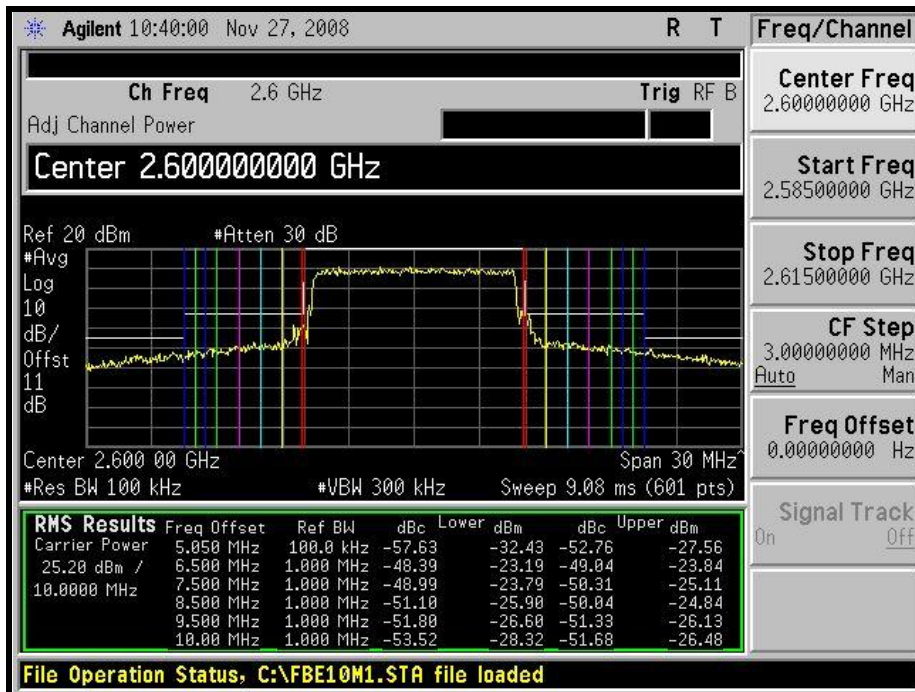 Agilent 10:40:00 Nov 27, 2008 R T
Freq/Channel
Ch Freq 2.6 GHz Trig RF B
Adj Channel Power
Center 2.600000000 GHz
Ref 20 dBm #Atten 30 dB
#Avg
Log
10
dB/
Offst
11
dB
Center 2.600 00 GHz Span 30 MHz^
#Res BW 100 kHz #VBW 300 kHz Sweep 9.08 ms (601 pts)
RMS Results Freq Offset Ref BW dBc Lower dBm dBc Upper dBm
Carrier Power 5.050 MHz 100.0 kHz -57.63 -32.43 -52.76 -27.56
25.20 dBm / 6.500 MHz 1.000 MHz -48.39 -23.19 -49.04 -23.84
10.0000 MHz 7.500 MHz 1.000 MHz -48.99 -23.79 -50.31 -25.11
8.500 MHz 1.000 MHz -51.10 -25.90 -50.04 -24.84
9.500 MHz 1.000 MHz -51.80 -26.60 -51.33 -26.13
10.00 MHz 1.000 MHz -53.52 -28.32 -51.68 -26.48
File Operation Status, C:\FBE10M1.STA file loaded
Center Freq
2.60000000 GHz
Start Freq
2.58500000 GHz
Stop Freq
2.61500000 GHz
CF Step
3.00000000 MHz
Auto Man
Freq Offset
0.00000000 Hz
Signal Track
On Off